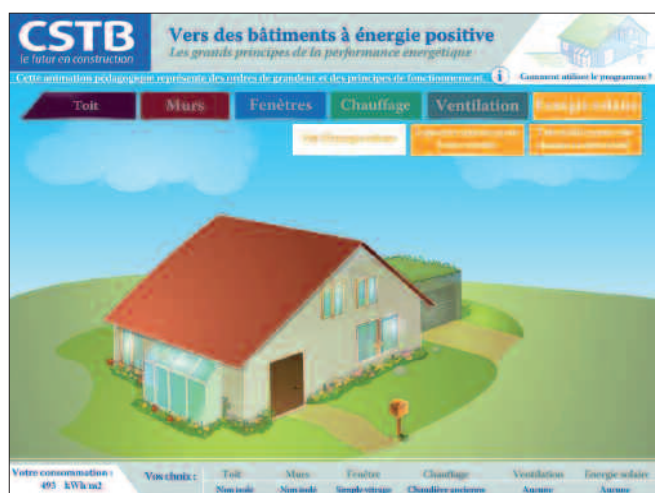 CSTB
le futur en construction
Vers des bâtiments à énergie positive
Les grands principes de la performance énergétique
Cette animation pédagogique représente des ordres de grandeur et des principes de fonctionnement.
Comment utiliser le programme ?
Toit
Murs
Fenêtres
Chauffage
Ventilation
Votre consommation :
495 kWh/m2
Vos choix :
Toit
Murs
Fenêtre
Chauffage
Ventilation
Energie solaire
Non isolé
Non isolé
Simple vitrage
Chaudière ancienne
Aucune
Aucune